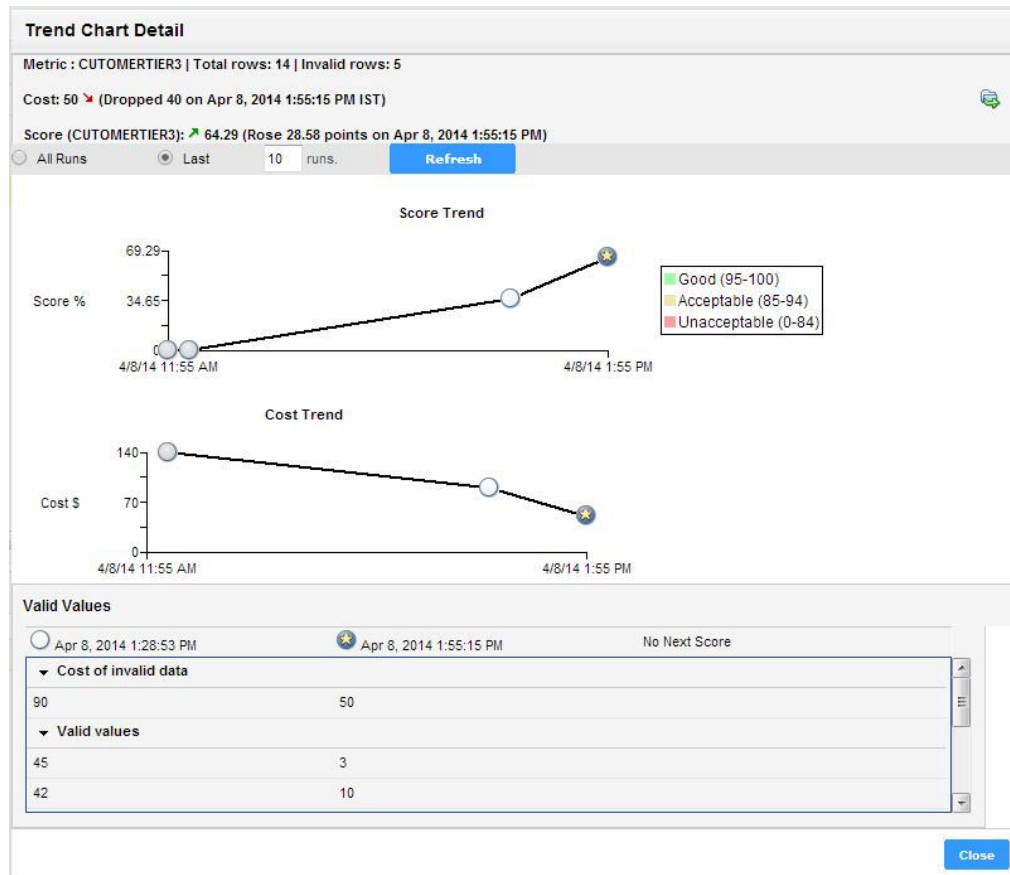 Trend Chart Detail
Metric : CUTOMERTIER3 | Total rows: 14 | Invalid rows: 5
Cost: 50 (Dropped 40 on Apr 8, 2014 1:55:15 PM IST)
Score (CUTOMERTIER3): 64.29 (Rose 28.58 points on Apr 8, 2014 1:55:15 PM)
All Runs Last 10 runs. Refresh
Score Trend
69.29
Score % 34.65
0
4/8/14 11:55 AM 4/8/14 1:55 PM
Good (95-100)
Acceptable (85-94)
Unacceptable (0-84)
Cost Trend
140
Cost $ 70
0
4/8/14 11:55 AM 4/8/14 1:55 PM
Valid Values
Apr 8, 2014 1:28:53 PM Apr 8, 2014 1:55:15 PM No Next Score
Cost of invalid data
90 50
Valid values
45 3
42 10
Close